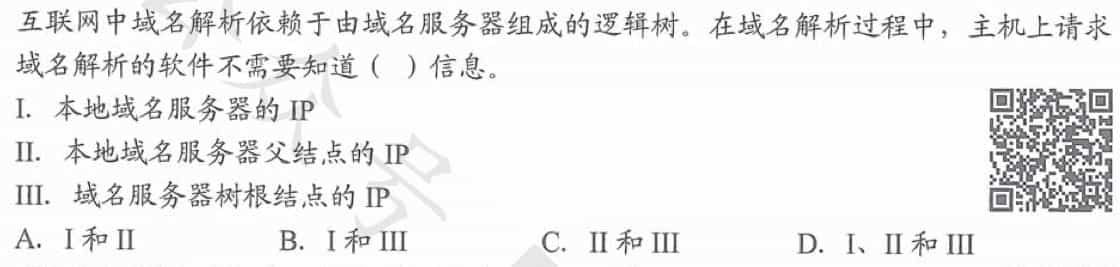 互联网中域名解析依赖于由域名服务器组成的逻辑树。在域名解析过程中，主机上请求
域名解析的软件不需要知道（ ）信息。
I. 本地域名服务器的 IP
II. 本地域名服务器父结点的 IP
III. 域名服务器树根结点的 IP
A. I 和 II B. I 和 III C. II 和 III D. I、II 和 III